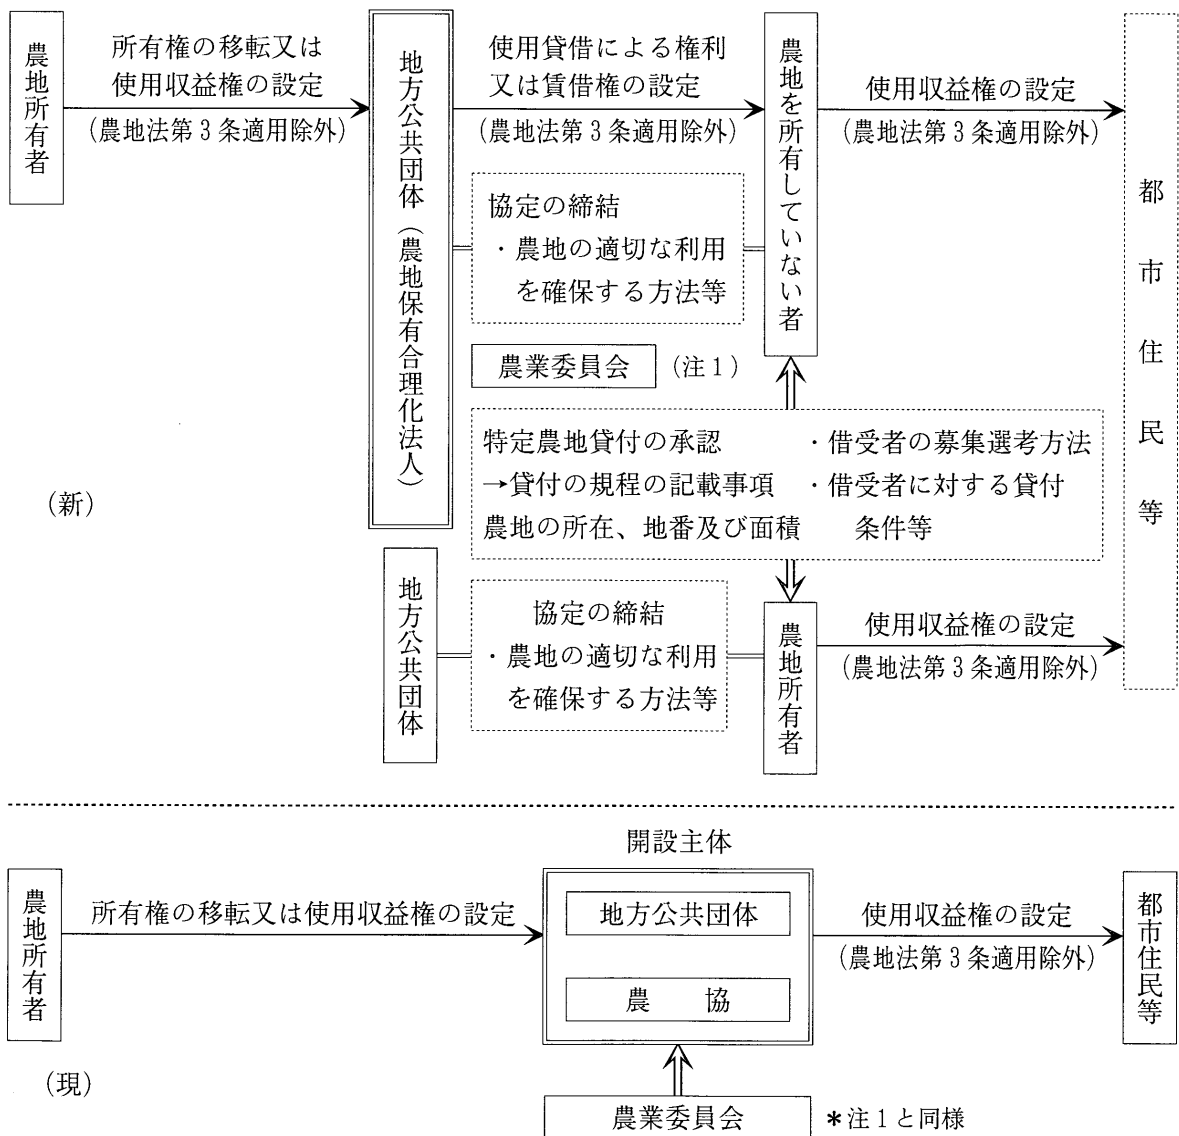 農地所有者
所有権の移転又は
使用収益権の設定
(農地法第3条適用除外)
地方公共団体(農地保有合理化法人)
使用貸借による権利
又は賃借権の設定
(農地法第3条適用除外)
農地を所有していない者
使用収益権の設定
(農地法第3条適用除外)
都市住民等
協定の締結
・農地の適切な利用
を確保する方法等
農業委員会 (注1)
特定農地貸付の承認
→貸付の規程の記載事項
農地の所在、地番及び面積
・借受者の募集選考方法
・借受者に対する貸付
条件等
(新)
地方公共団体
協定の締結
・農地の適切な利用
を確保する方法等
農地所有者
使用収益権の設定
(農地法第3条適用除外)
開設主体
農地所有者
所有権の移転又は使用収益権の設定
地方公共団体
農 協
使用収益権の設定
(農地法第3条適用除外)
都市住民等
(現)
農業委員会 *注1と同様